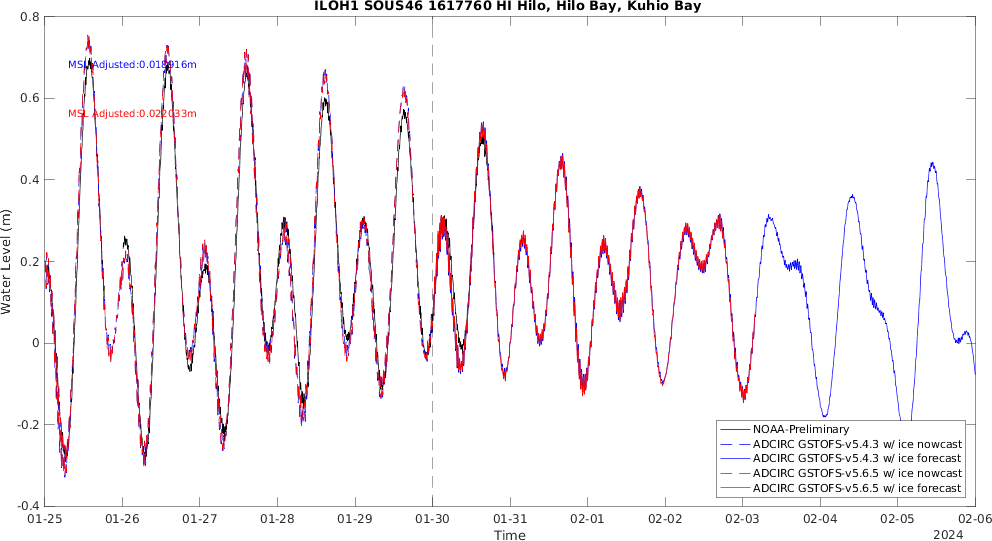 ILOH1 SOUS46 1617760 HI Hilo, Hilo Bay, Kuhio Bay
0.8
MSL Adjusted:0.018916m
0.6
MSL Adjusted:0.022033m
0.4
Water Level (m)
0.2
0
-0.2
NOAA-Preliminary
ADCIRC GSTOFS-v5.4.3 w/ ice nowcast
ADCIRC GSTOFS-v5.4.3 w/ ice forecast
ADCIRC GSTOFS-v5.6.5 w/ ice nowcast
ADCIRC GSTOFS-v5.6.5 w/ ice forecast
-0.4
01-25 01-26 01-27 01-28 01-29 01-30 01-31 02-01 02-02 02-03 02-04 02-05 02-06
Time
2024